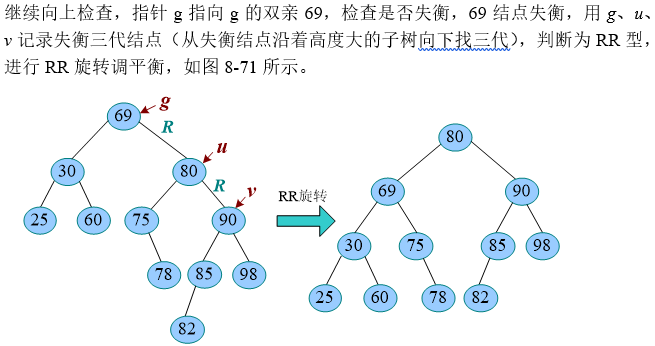 继续向上检查，指针 g 指向 g 的双亲 69，检查是否失衡，69 结点失衡，用 g、u、
v 记录失衡三代结点（从失衡结点沿着高度大的子树向下找三代），判断为 RR 型，
进行 RR 旋转调平衡，如图 8-71 所示。
g
69
R
u
80
30
80
R
v
69
90
RR旋转
25
60
75
90
30
75
85
98
78
85
98
25
60
78
82
82